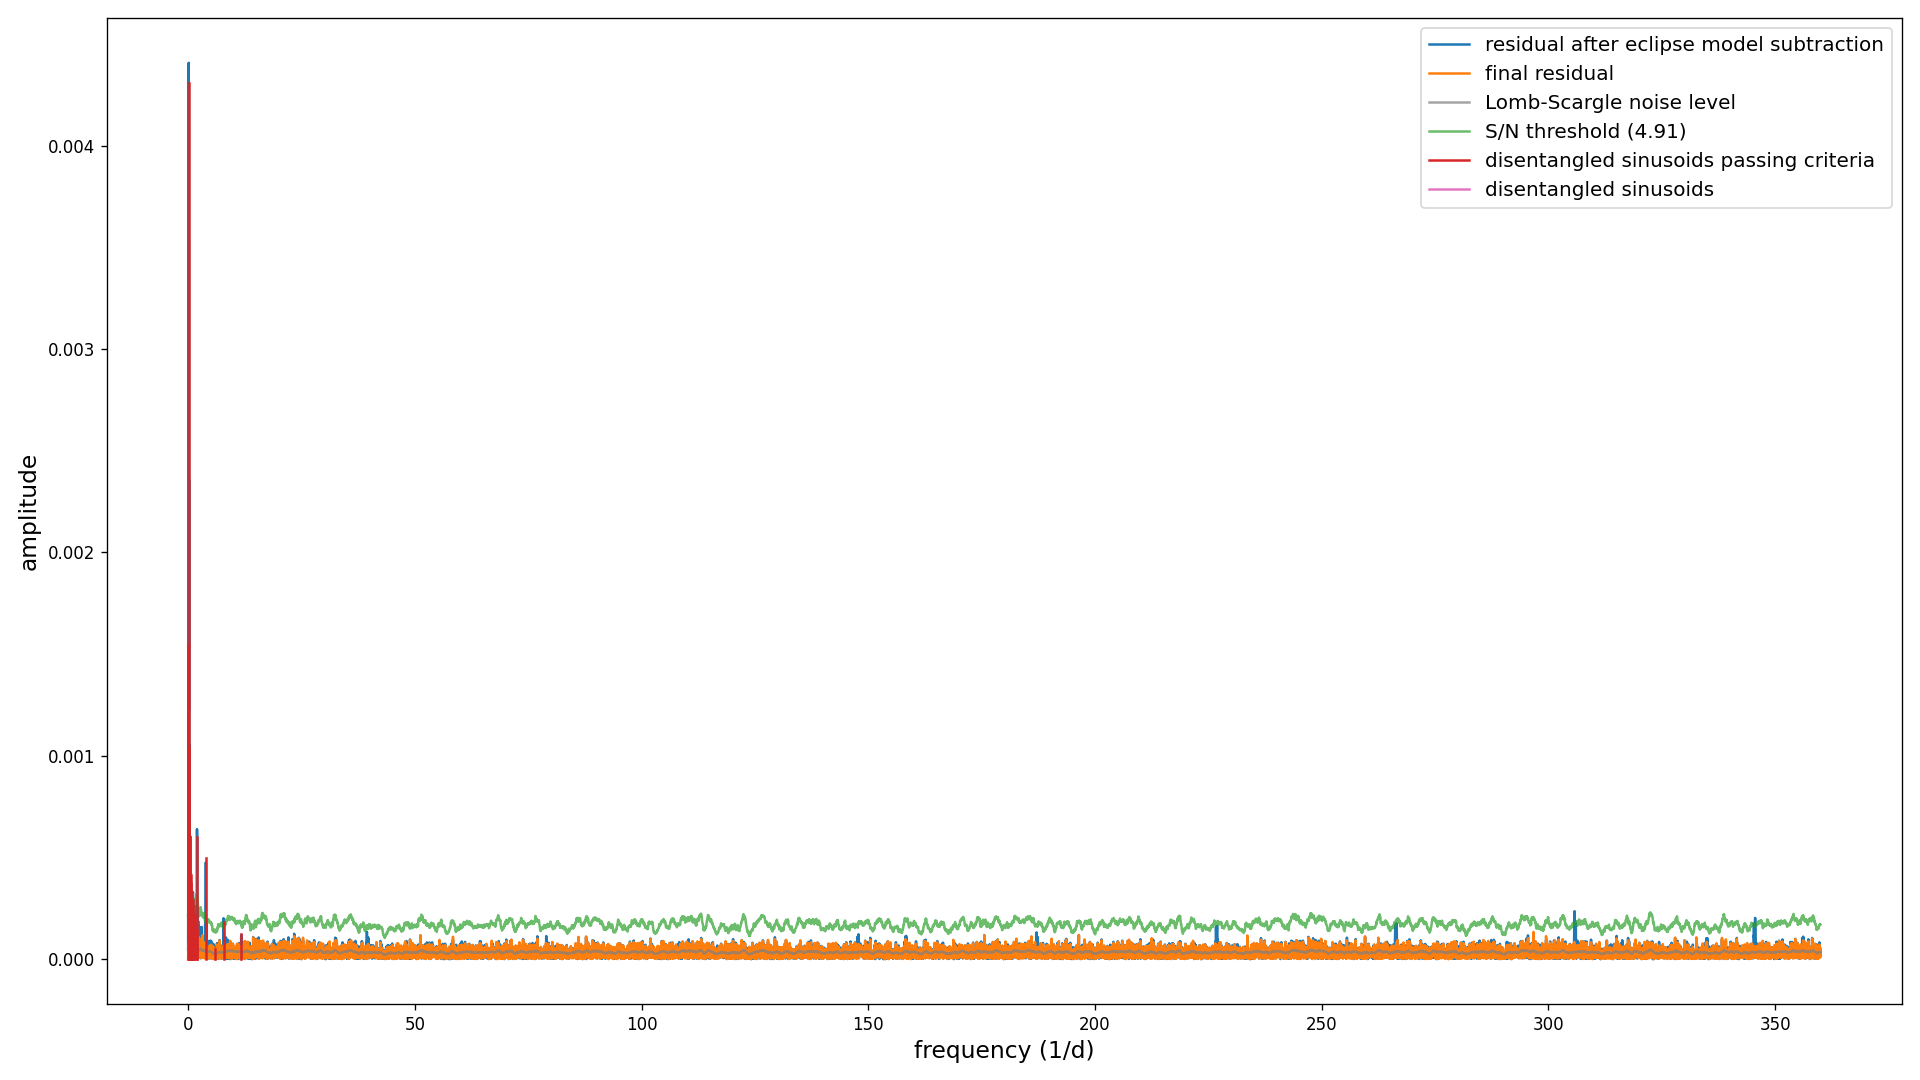 residual after eclipse model subtraction
final residual
Lomb-Scargle noise level
S/N threshold (4.91)
disentangled sinusoids passing criteria
disentangled sinusoids
amplitude
0.004
0.003
0.002
0.001
0.000
0 50 100 150 200 250 300 350
frequency (1/d)